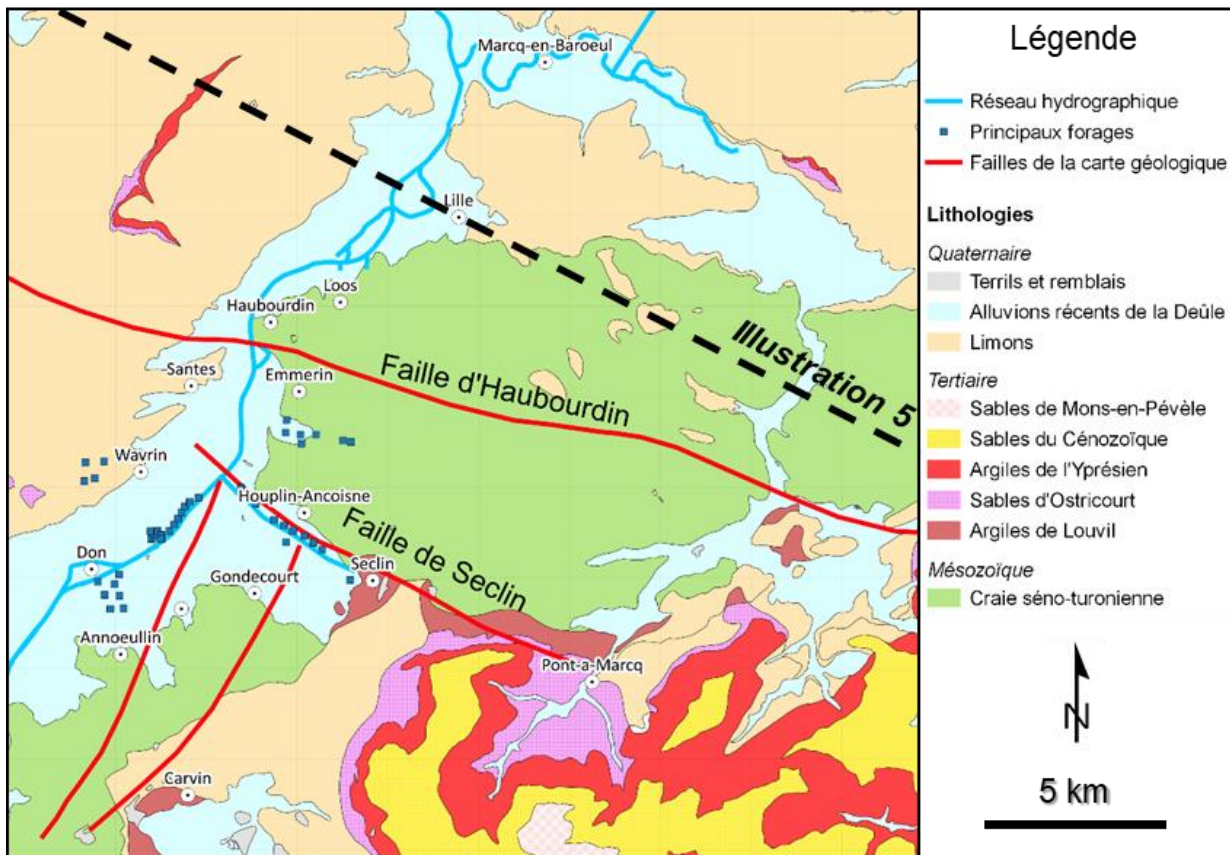 Marcq-en-Baroeul
Lille
Loos
Haubourdin
Faille d'Haubourdin
Illustration 5
Santes
Emmerin
Wavrin
Houplin-Ancoisne
Faille de Seclin
Don
Gondecourt
Seclin
Annoeullin
Pont-a-Marcq
Carvin
Légende
Réseau hydrographique
Principaux forages
Failles de la carte géologique
Lithologies
Quaternaire
Terrils et remblais
Alluvions récents de la Deûle
Limons
Tertiaire
Sables de Mons-en-Pévèle
Sables du Cénozoïque
Argiles de l'Yprésien
Sables d'Ostricourt
Argiles de Louvil
Mésozoïque
Craie séno-turonienne
N
5 km